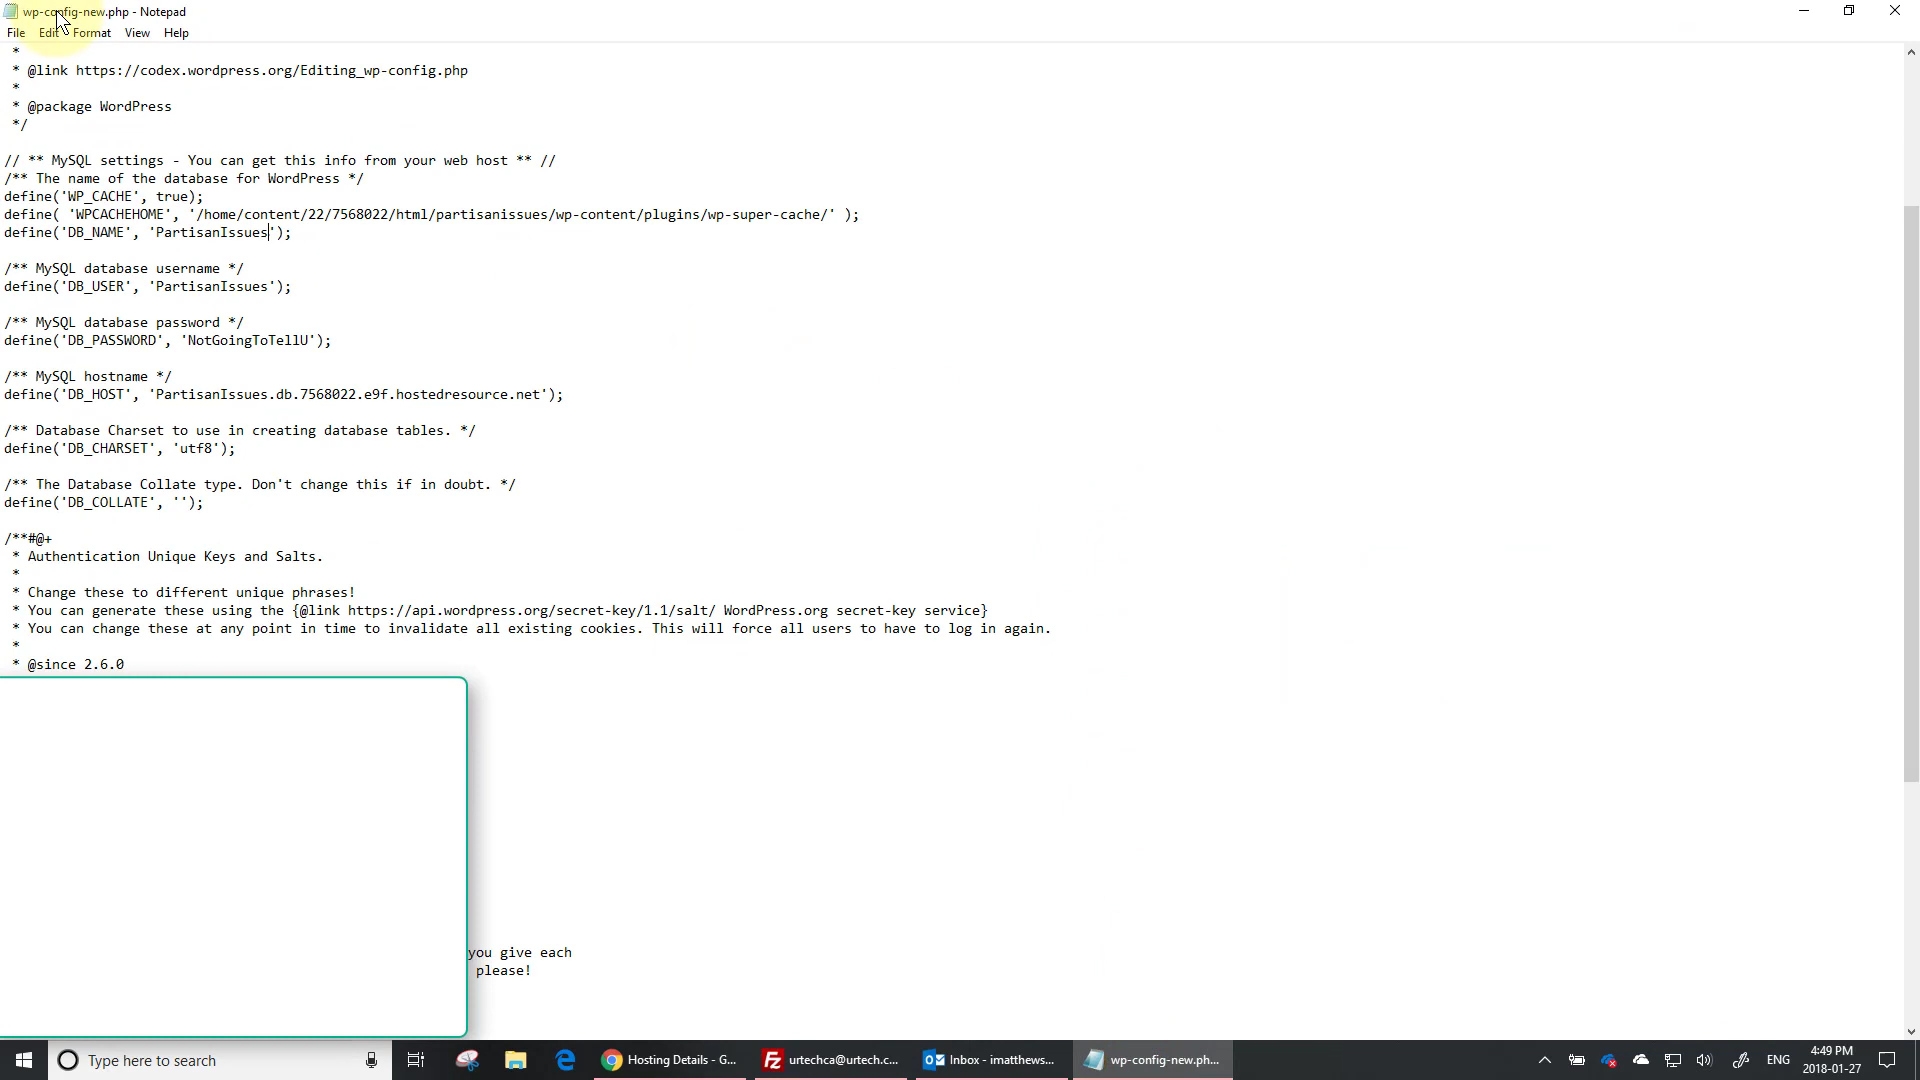 wp-config-new.php - Notepad
File Edit Format View Help
*
* @link https://codex.wordpress.org/Editing_wp-config.php
*
* @package WordPress
*/
// ** MySQL settings - You can get this info from your web host ** //
/** The name of the database for WordPress */
define('WP_CACHE', true);
define( 'WPCACHEHOME', '/home/content/22/7568022/html/partisanissues/wp-content/plugins/wp-super-cache/' );
define('DB_NAME', 'PartisanIssues');
/** MySQL database username */
define('DB_USER', 'PartisanIssues');
/** MySQL database password */
define('DB_PASSWORD', 'NotGoingToTellU');
/** MySQL hostname */
define('DB_HOST', 'PartisanIssues.db.7568022.e9f.hostedresource.net');
/** Database Charset to use in creating database tables. */
define('DB_CHARSET', 'utf8');
/** The Database Collate type. Don't change this if in doubt. */
define('DB_COLLATE', '');
/**#@+
* Authentication Unique Keys and Salts.
*
* Change these to different unique phrases!
* You can generate these using the {@link https://api.wordpress.org/secret-key/1.1/salt/ WordPress.org secret-key service}
* You can change these at any point in time to invalidate all existing cookies. This will force all users to have to log in again.
*
* @since 2.6.0
you give each
please!
Type here to search
Hosting Details - G...
urtechca@urtech.c...
Inbox - imatthews...
wp-config-new.ph...
ENG
4:49 PM
2018-01-27